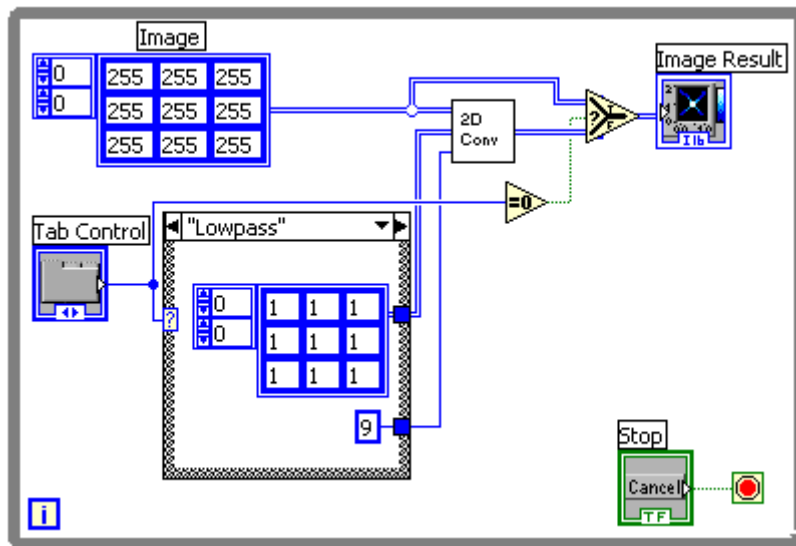 Image
0
0
255 255 255
255 255 255
255 255 255
2D
Conv
?
Image Result
=0
Tab Control
"Lowpass"
?
0
0
1 1 1
1 1 1
1 1 1
9
Stop
Cancel
TF
i